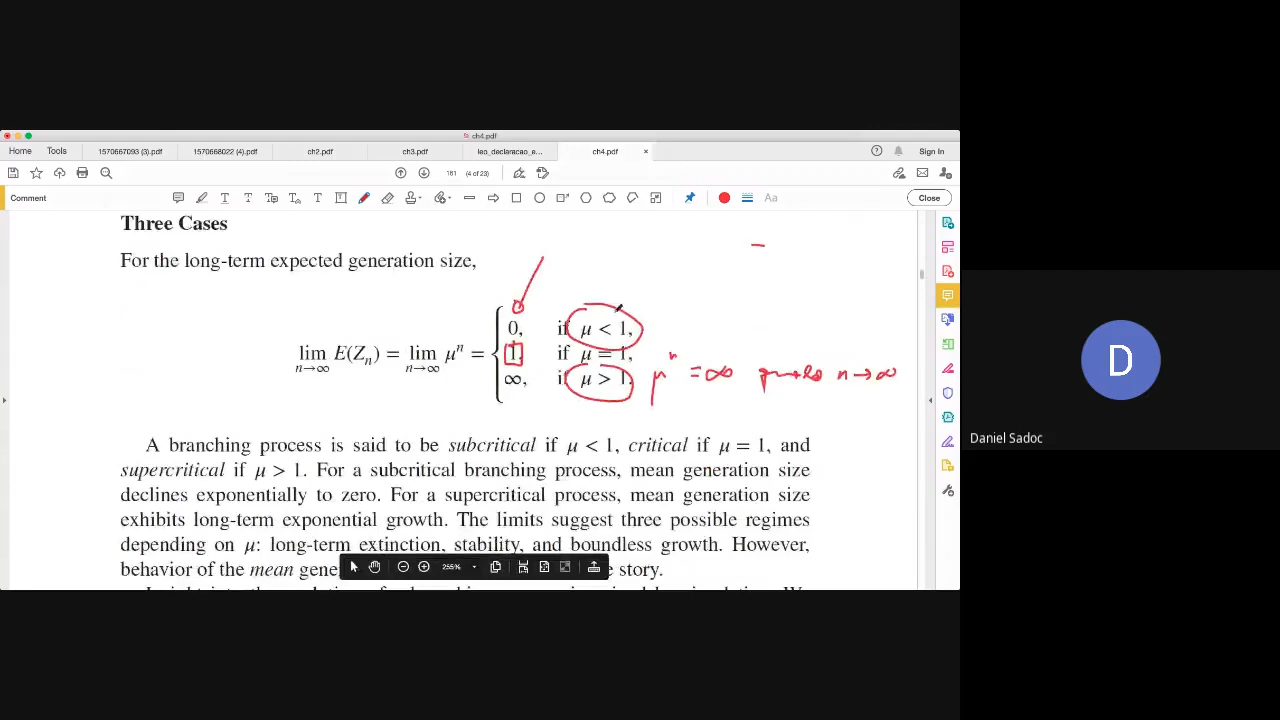 ch4.pdf
Home Tools 1570667093 (3).pdf 1570668022 (4).pdf ch2.pdf ch3.pdf leo_declaracao_e... ch4.pdf × ? Sign In
181 (4 of 23)
Comment Aa Close
Three Cases
For the long-term expected generation size,
lim E(Zₙ) = lim μⁿ = { 0, if μ < 1,
n→∞ n→∞ 1, if μ = 1,
∞, if μ > 1.
μⁿ = ∞ n → ∞
A branching process is said to be subcritical if μ < 1, critical if μ = 1, and
supercritical if μ > 1. For a subcritical branching process, mean generation size
declines exponentially to zero. For a supercritical process, mean generation size
exhibits long-term exponential growth. The limits suggest three possible regimes
depending on μ: long-term extinction, stability, and boundless growth. However,
behavior of the mean gene
e story.
255%
D
Daniel Sadoc